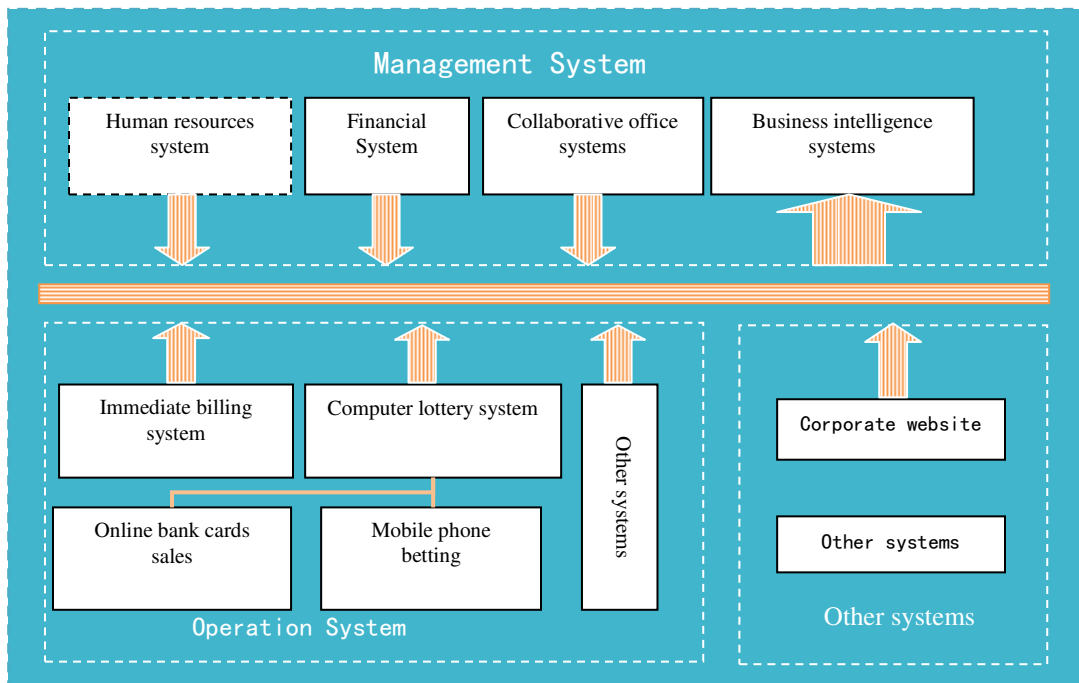 Management System
Human resources
system
Financial
System
Collaborative office
systems
Business intelligence
systems
Immediate billing
system
Computer lottery system
Other systems
Online bank cards
sales
Mobile phone
betting
Operation System
Corporate website
Other systems
Other systems